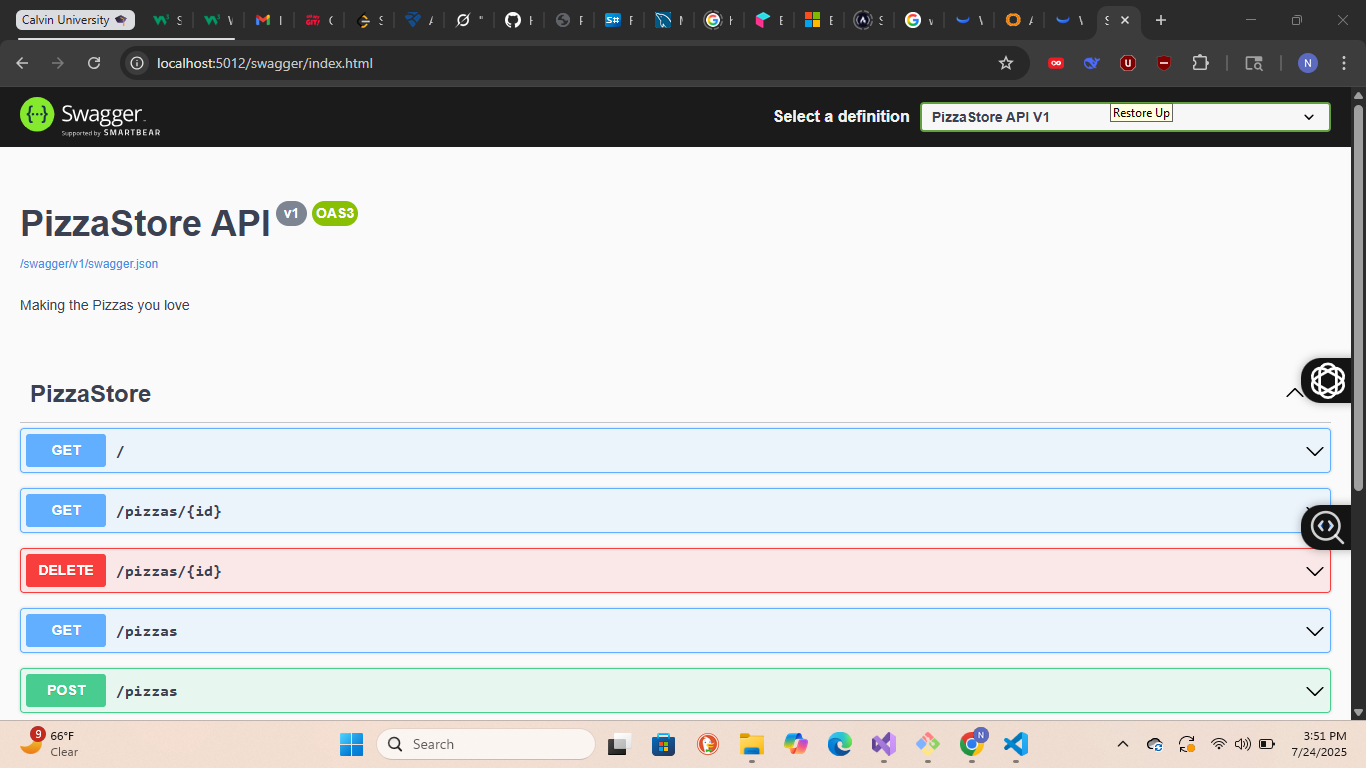 Calvin University
localhost:5012/swagger/index.html
N
Swagger
Supported by SMARTBEAR
Select a definition
PizzaStore API V1
Restore Up
PizzaStore API v1 OAS3
/swagger/v1/swagger.json
Making the Pizzas you love
PizzaStore
GET /
GET /pizzas/{id}
DELETE /pizzas/{id}
GET /pizzas
POST /pizzas
9
66°F
Clear
Search
N
3:51 PM
7/24/2025